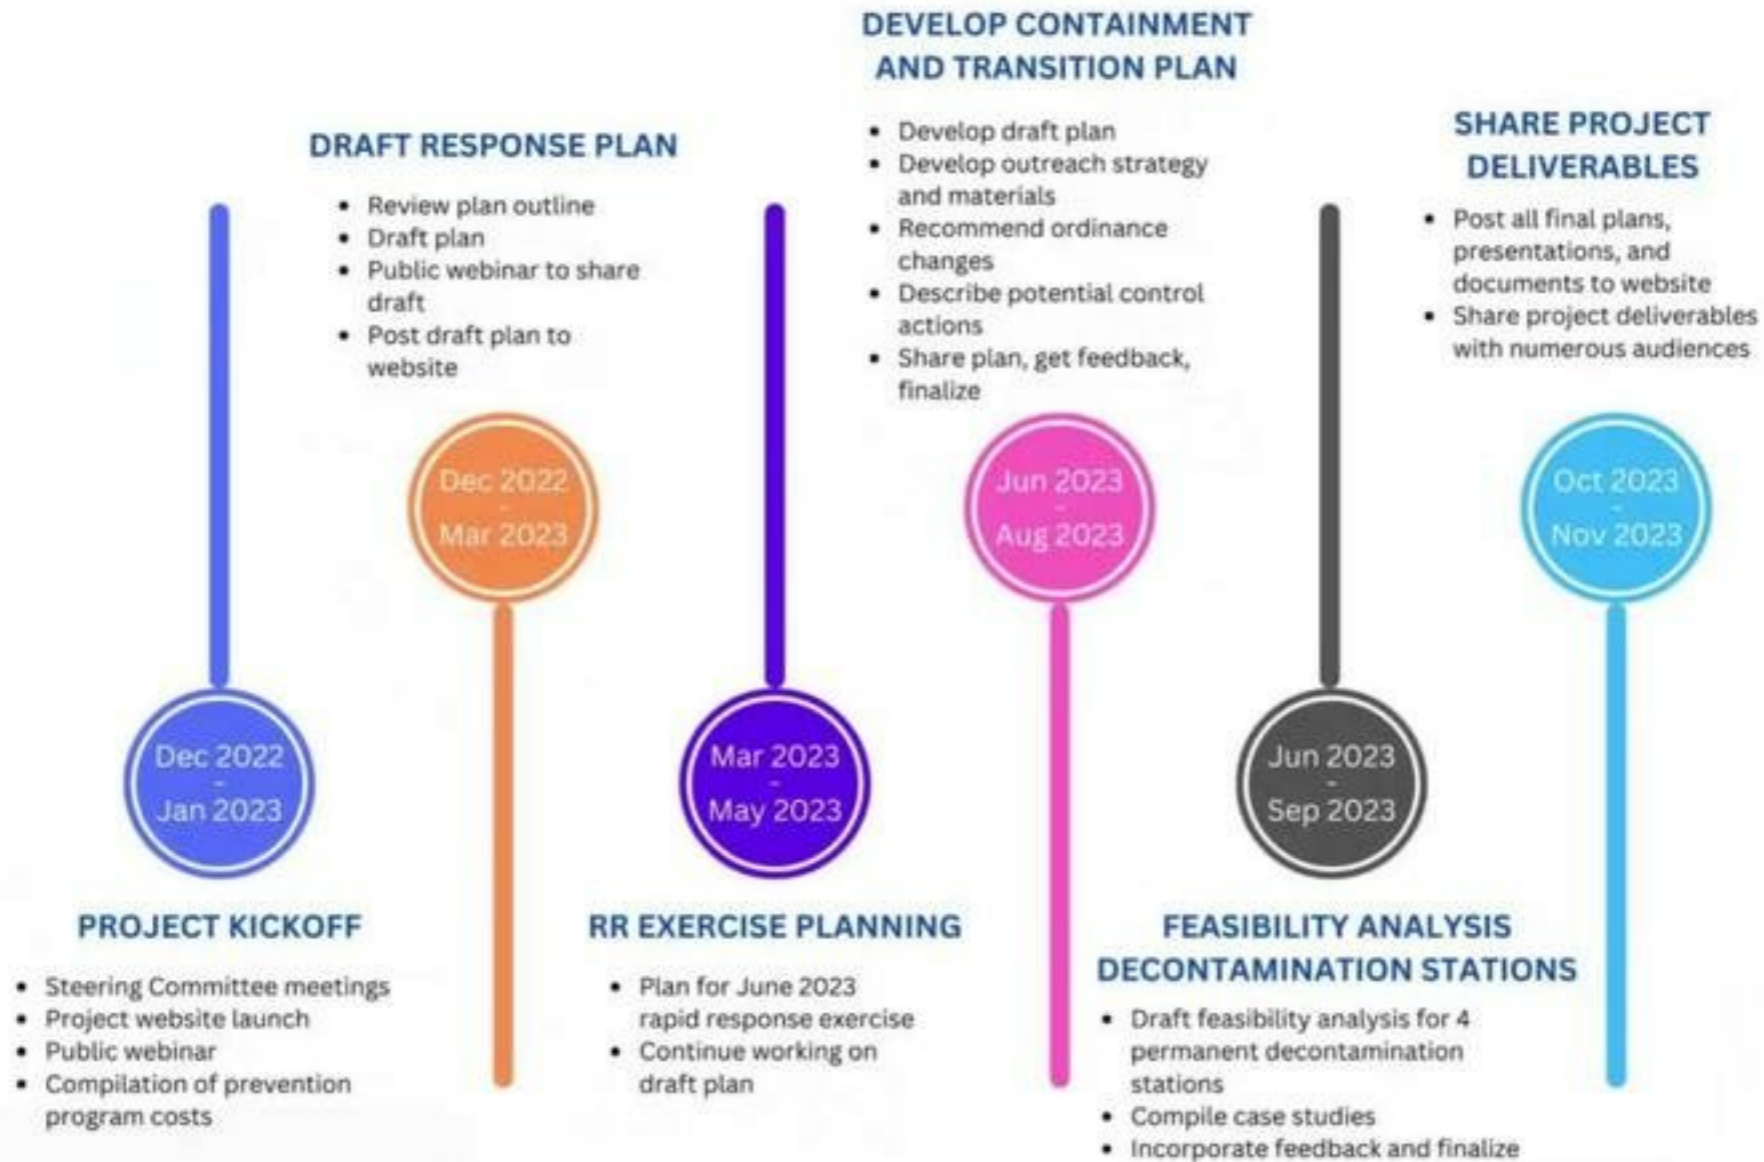 PROJECT KICKOFF
Dec 2022
-
Jan 2023
• Steering Committee meetings
• Project website launch
• Public webinar
• Compilation of prevention
program costs
DRAFT RESPONSE PLAN
• Review plan outline
• Draft plan
• Public webinar to share
draft
• Post draft plan to
website
Dec 2022
-
Mar 2023
Mar 2023
-
May 2023
RR EXERCISE PLANNING
• Plan for June 2023
rapid response exercise
• Continue working on
draft plan
DEVELOP CONTAINMENT
AND TRANSITION PLAN
• Develop draft plan
• Develop outreach strategy
and materials
• Recommend ordinance
changes
• Describe potential control
actions
• Share plan, get feedback,
finalize
Jun 2023
-
Aug 2023
Jun 2023
-
Sep 2023
FEASIBILITY ANALYSIS
DECONTAMINATION STATIONS
• Draft feasibility analysis for 4
permanent decontamination
stations
• Compile case studies
• Incorporate feedback and finalize
SHARE PROJECT
DELIVERABLES
• Post all final plans,
presentations, and
documents to website
• Share project deliverables
with numerous audiences
Oct 2023
-
Nov 2023